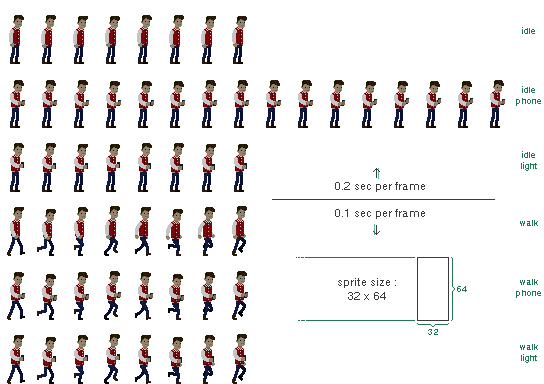 idle
idle
phone
idle
light
0.2 sec per frame
0.1 sec per frame
walk
sprite size :
32 x 64
64
32
walk
phone
walk
light